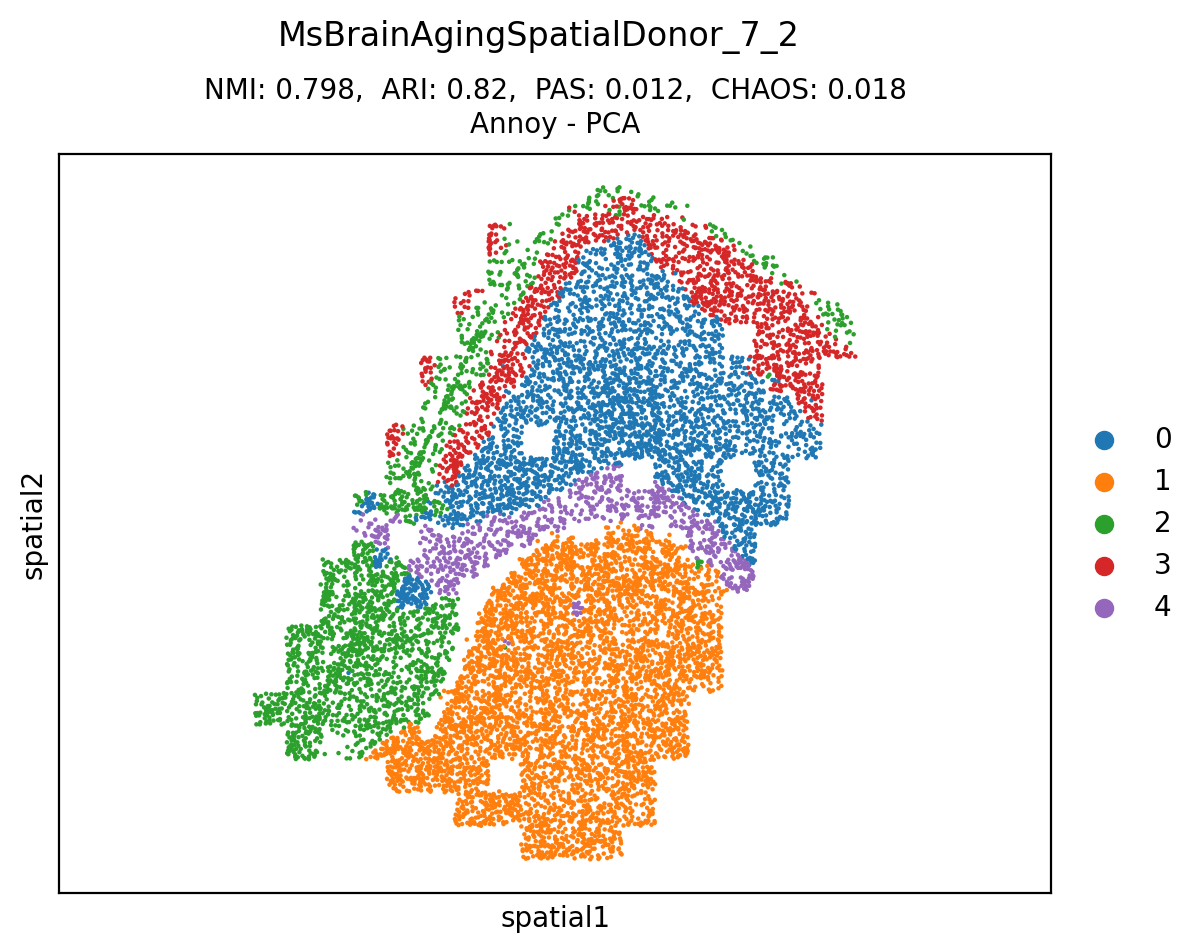 MsBrainAgingSpatialDonor_7_2
NMI: 0.798,  ARI: 0.82,  PAS: 0.012,  CHAOS: 0.018
Annoy - PCA
spatial2
0
1
2
3
4
spatial1